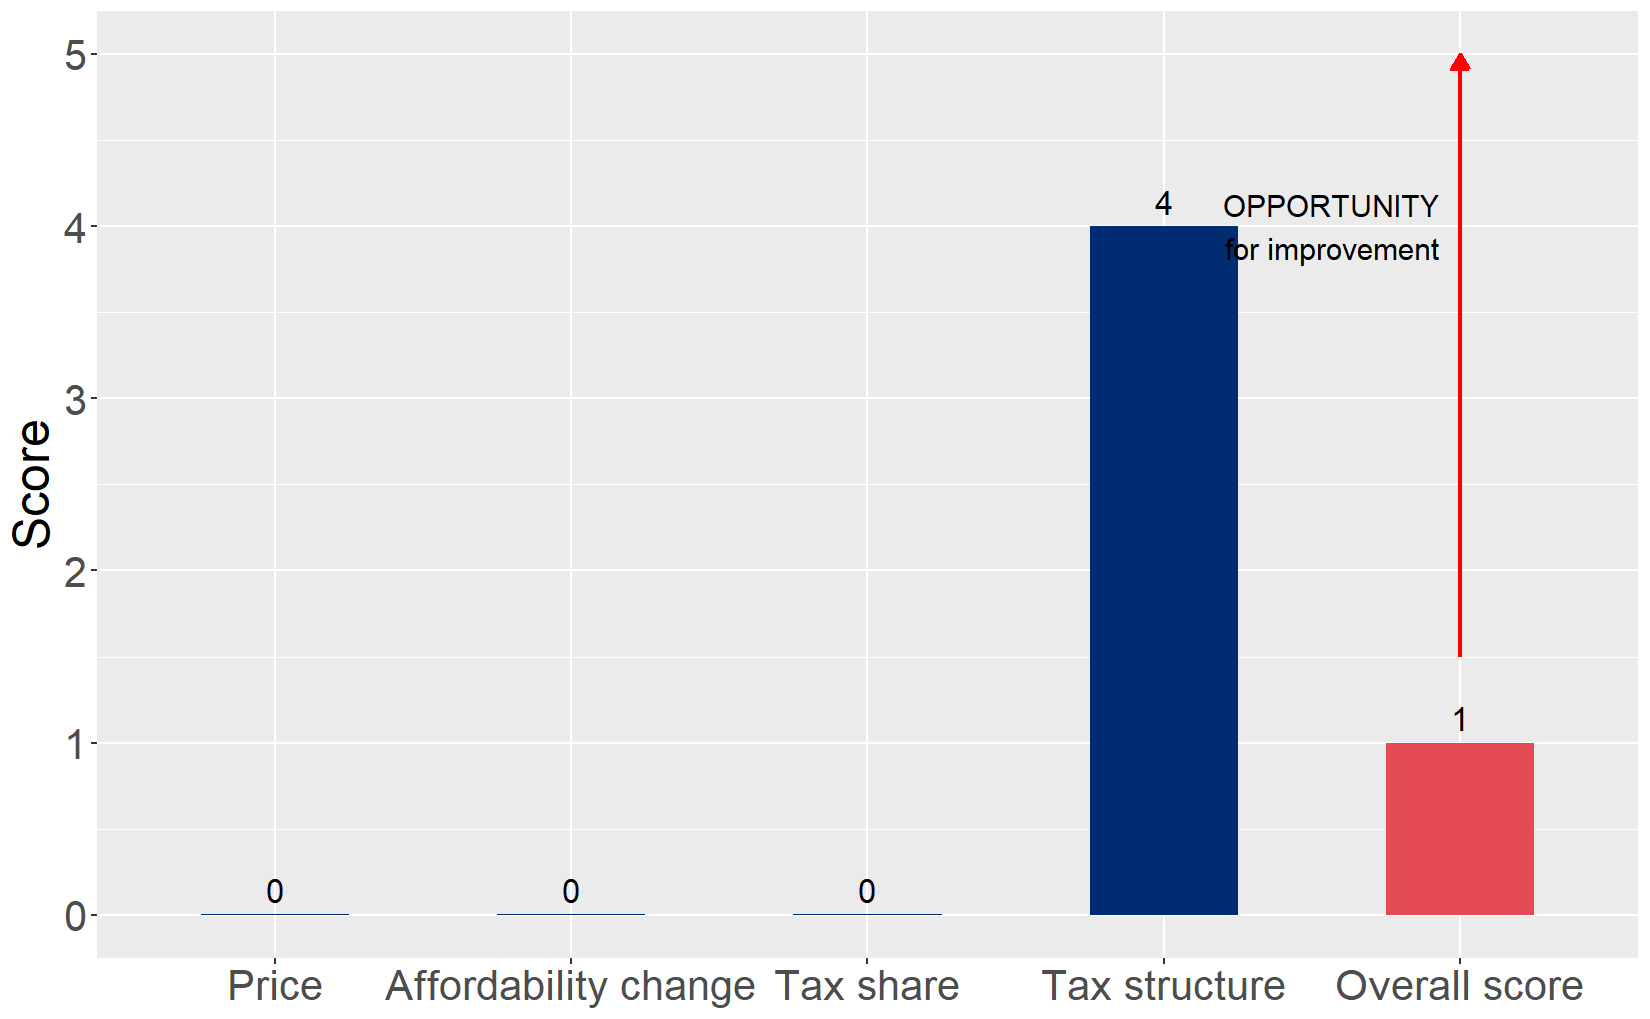 Score
5
4
3
2
1
0
0
0
0
4
1
OPPORTUNITY
for improvement
Price
Affordability change
Tax share
Tax structure
Overall score